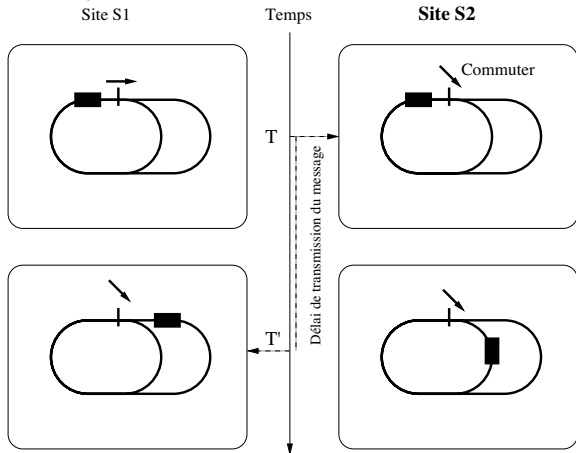 Site S1
Temps
Site S2
Commuter
T
Délai de transmission du message
T'